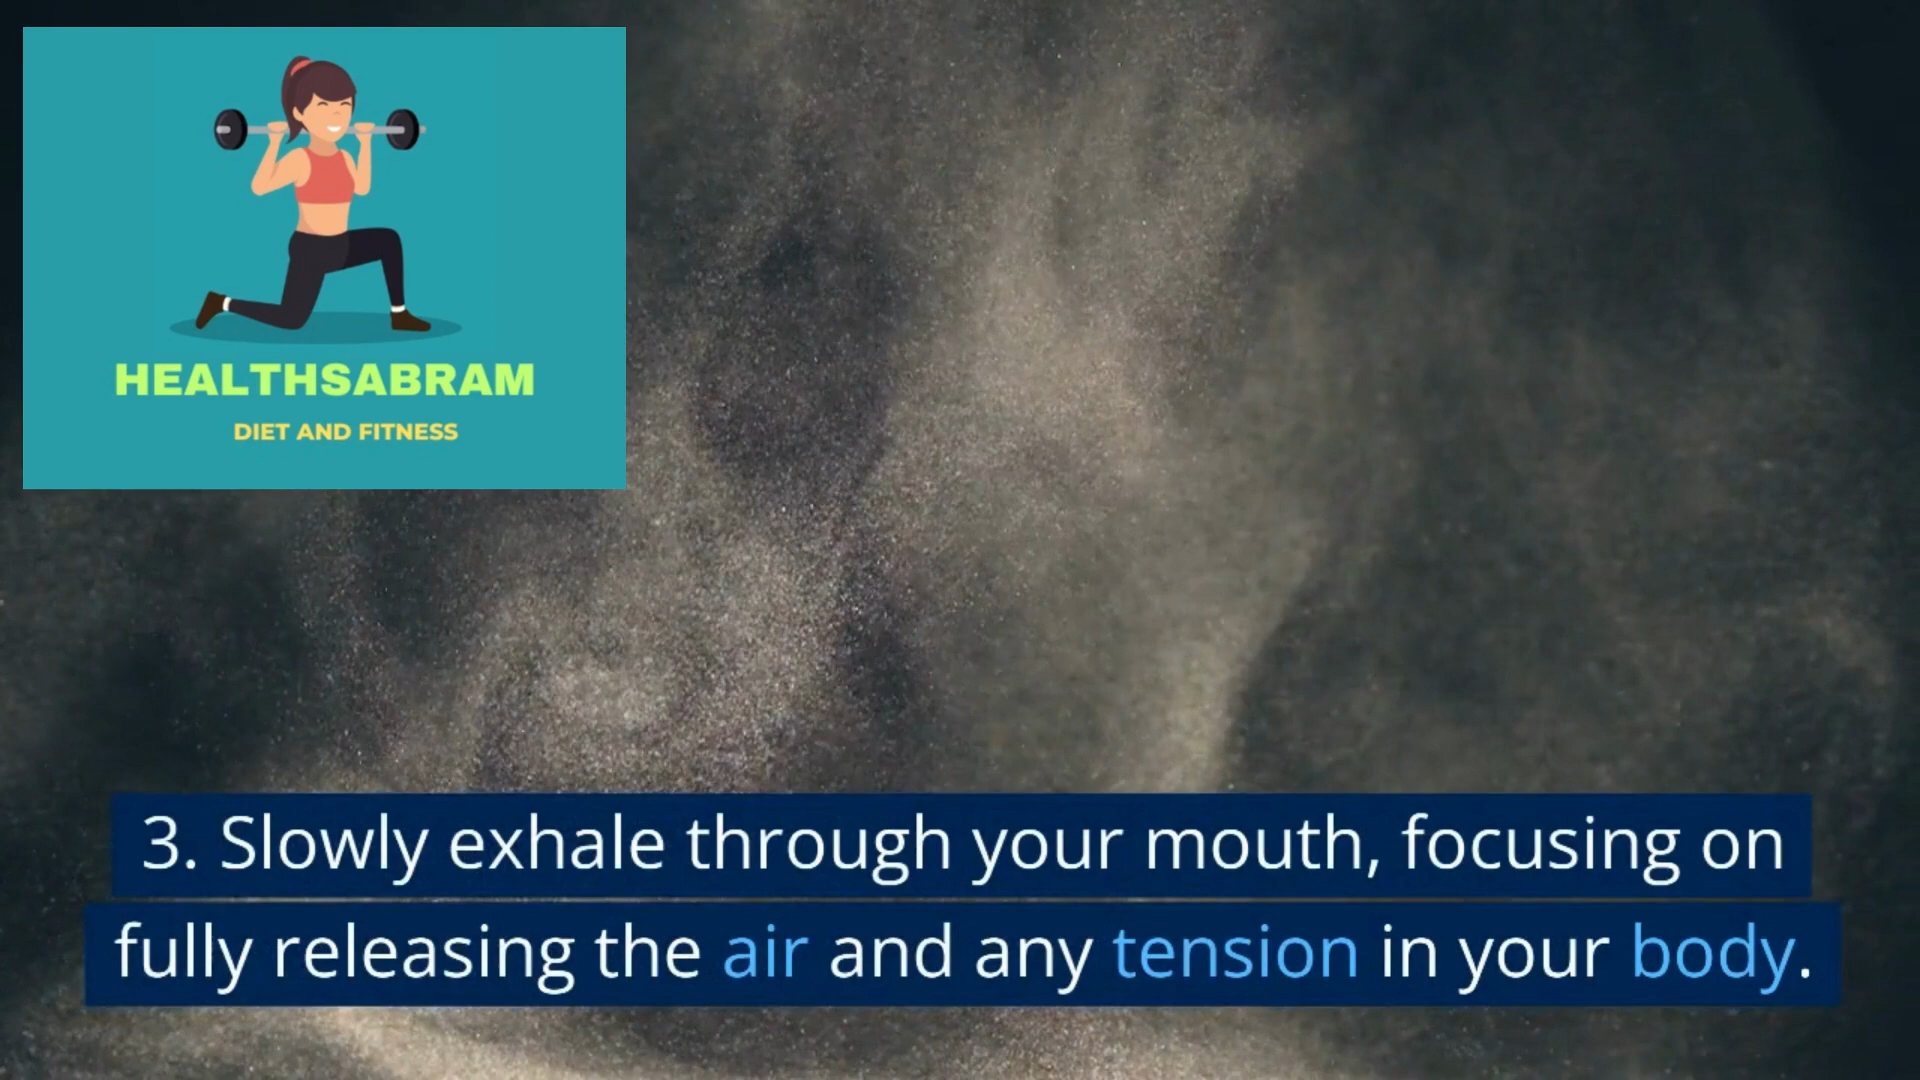 HEALTHSABRAM
DIET AND FITNESS
3. Slowly exhale through your mouth, focusing on
fully releasing the air and any tension in your body.